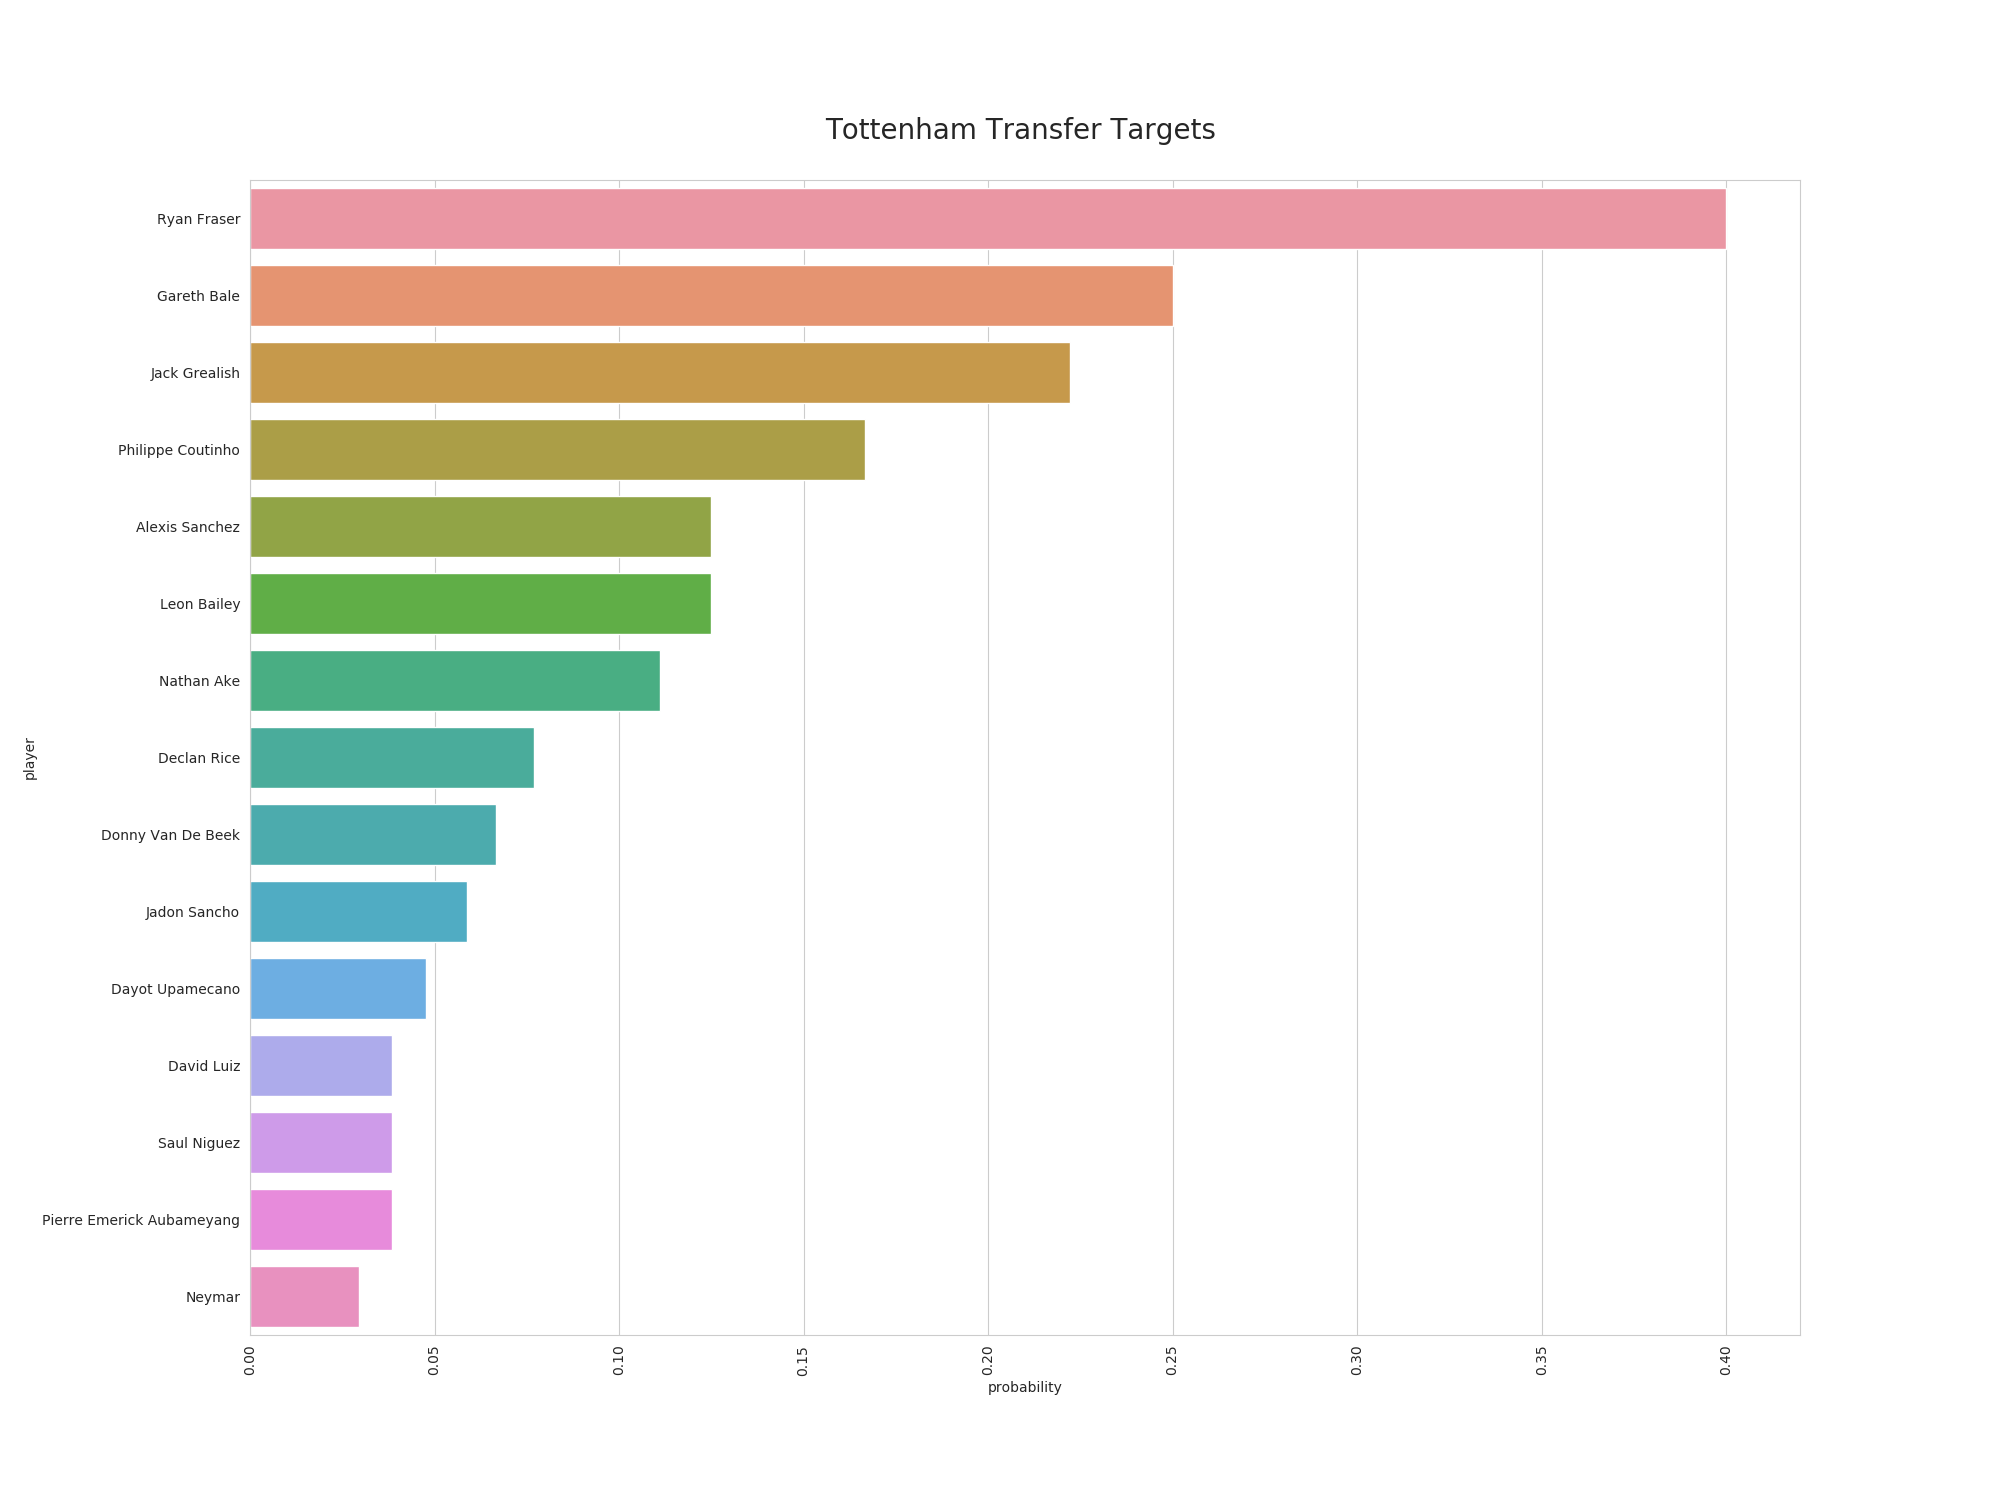 Tottenham Transfer Targets
Ryan Fraser
Gareth Bale
Jack Grealish
Philippe Coutinho
Alexis Sanchez
Leon Bailey
Nathan Ake
Declan Rice
Donny Van De Beek
Jadon Sancho
Dayot Upamecano
David Luiz
Saul Niguez
Pierre Emerick Aubameyang
Neymar
player
0.00 0.05 0.10 0.15 0.20 0.25 0.30 0.35 0.40
probability